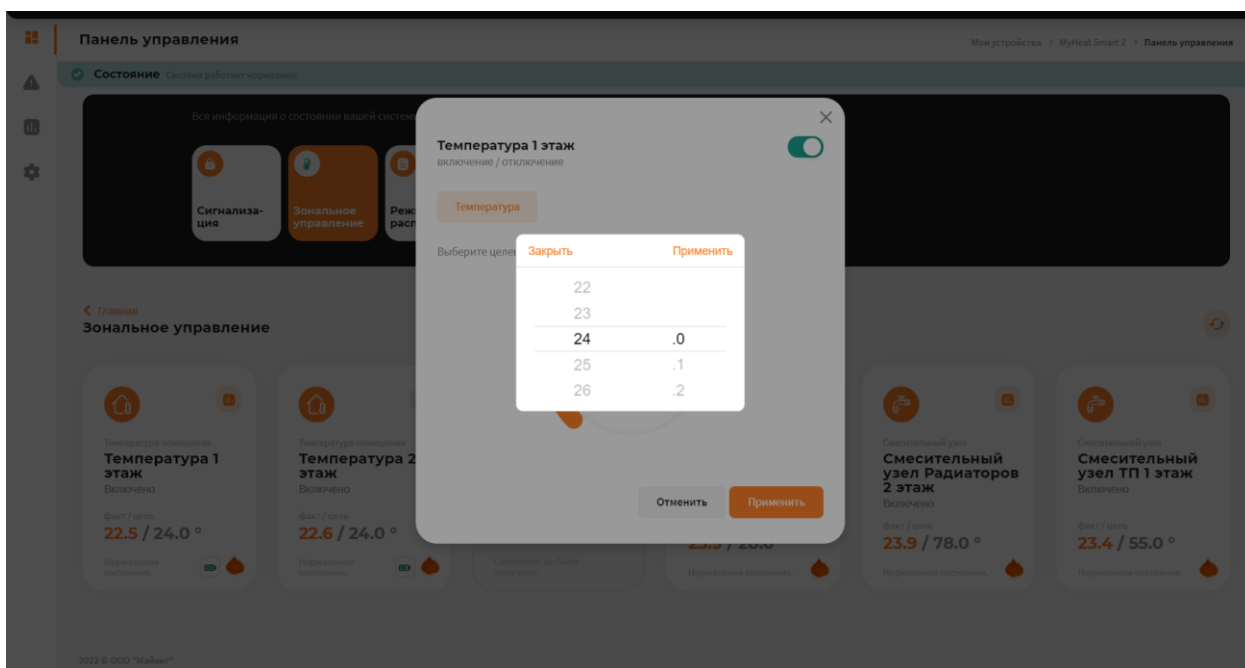 Панель управления
Мои устройства > MyHeat Smart 2 > Панель управления
Состояние Система работает нормально.
Вся информация о состоянии вашей систем
Сигнализа-
ция
Зональное
управление
Реж
расп
Температура 1 этаж
включение / отключение
Температура
Выберите целе
Закрыть Применить
22
23
24 .0
25 .1
26 .2
Отменить Применить
Главная
Зональное управление
Температура помещения
Температура 1
этаж
Включено
факт / цель
22.5 / 24.0 °
Нормальное
состояние.
Температура помещения
Температура 2
этаж
Включено
факт / цель
22.6 / 24.0 °
Нормальное
состояние.
Состояние не было
Нормальное состояние.
Смесительный узел
Смесительный
узел Радиаторов
2 этаж
Включено
факт / цель
23.9 / 78.0 °
Нормальное состояние.
Смесительный узел
Смесительный
узел ТП 1 этаж
Включено
факт / цель
23.4 / 55.0 °
Нормальное состояние.
2022 © ООО "Майхит"